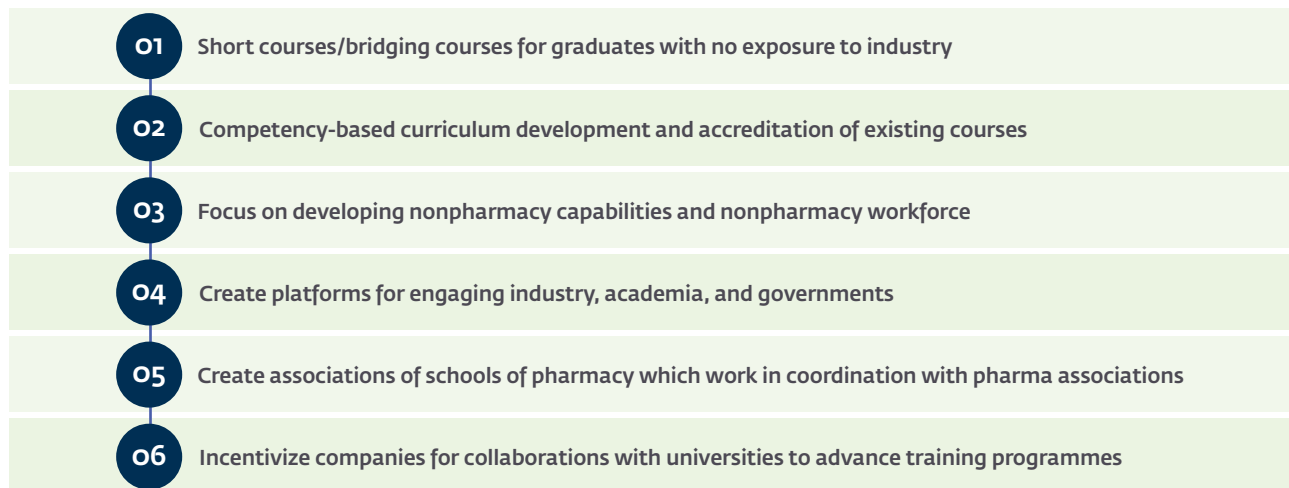 01 Short courses/bridging courses for graduates with no exposure to industry
02 Competency-based curriculum development and accreditation of existing courses
03 Focus on developing nonpharmacy capabilities and nonpharmacy workforce
04 Create platforms for engaging industry, academia, and governments
05 Create associations of schools of pharmacy which work in coordination with pharma associations
06 Incentivize companies for collaborations with universities to advance training programmes